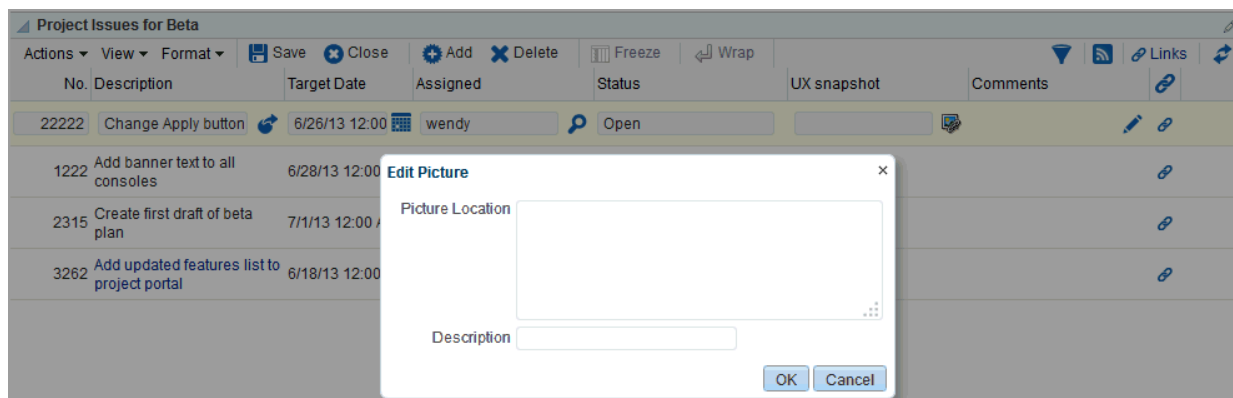 Project Issues for Beta
Actions View Format Save Close Add Delete Freeze Wrap Links
No. Description Target Date Assigned Status UX snapshot Comments
22222 Change Apply button 6/26/13 12:00 wendy Open
1222 Add banner text to all
consoles 6/28/13 12:00
2315 Create first draft of beta
plan 7/1/13 12:00
3262 Add updated features list to
project portal 6/18/13 12:00
Edit Picture
Picture Location
Description
OK Cancel